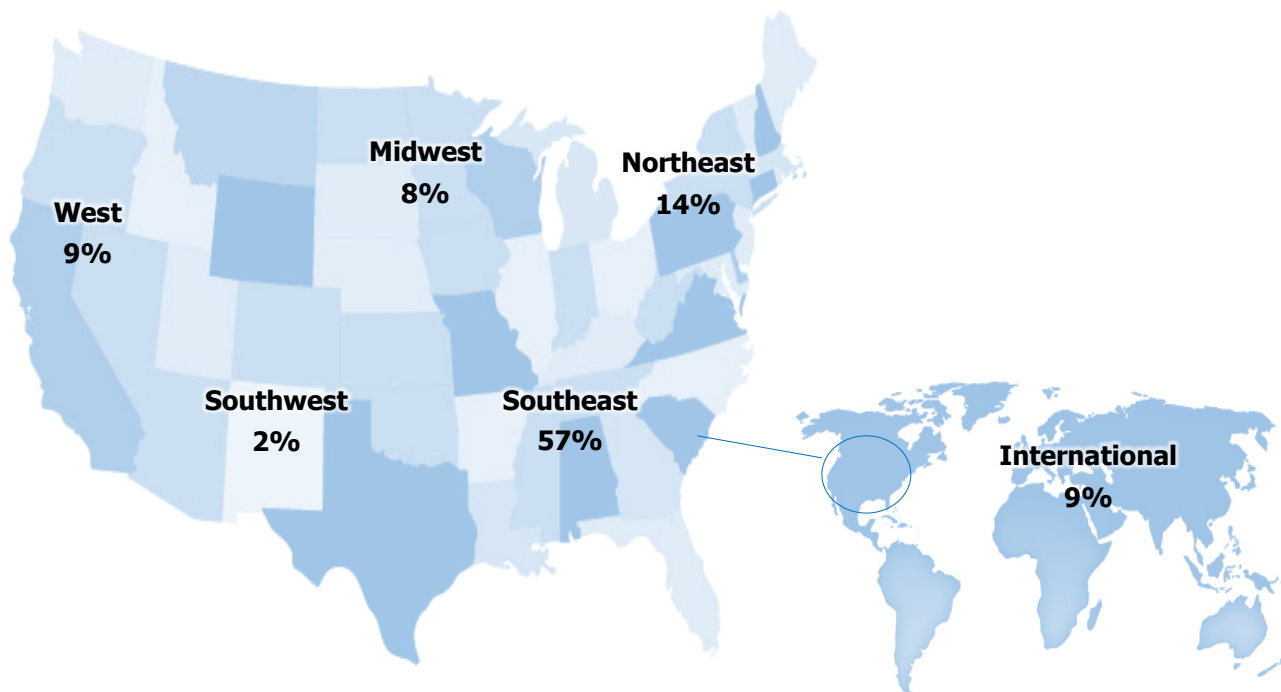 Midwest
8%
Northeast
14%
West
9%
Southwest
2%
Southeast
57%
International
9%